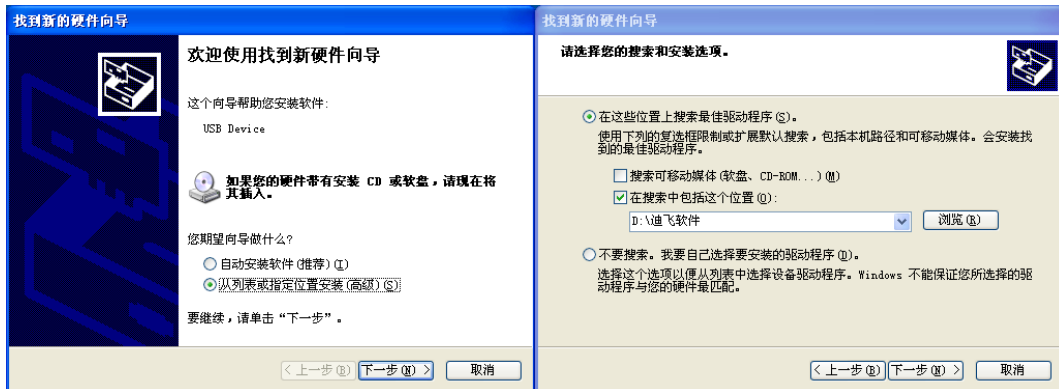 找到新的硬件向导
欢迎使用找到新硬件向导
这个向导帮助您安装软件:
USB Device
如果您的硬件带有安装 CD 或软盘，请现在将
其插入。
您期望向导做什么?
自动安装软件(推荐)(I)
从列表或指定位置安装(高级)(S)
要继续，请单击“下一步”。
< 上一步(B)
下一步(N) >
取消
找到新的硬件向导
请选择您的搜索和安装选项。
在这些位置上搜索最佳驱动程序(S)。
使用下列的复选框限制或扩展默认搜索，包括本机路径和可移动媒体。会安装找
到的最佳驱动程序。
搜索可移动媒体(软盘、CD-ROM...)(M)
在搜索中包括这个位置(O):
D:\迪飞软件
浏览(R)
不要搜索。我要自己选择要安装的驱动程序(D)。
选择这个选项以便从列表中选择设备驱动程序。Windows 不能保证您所选择的驱
动程序与您的硬件最匹配。
< 上一步(B)
下一步(N) >
取消